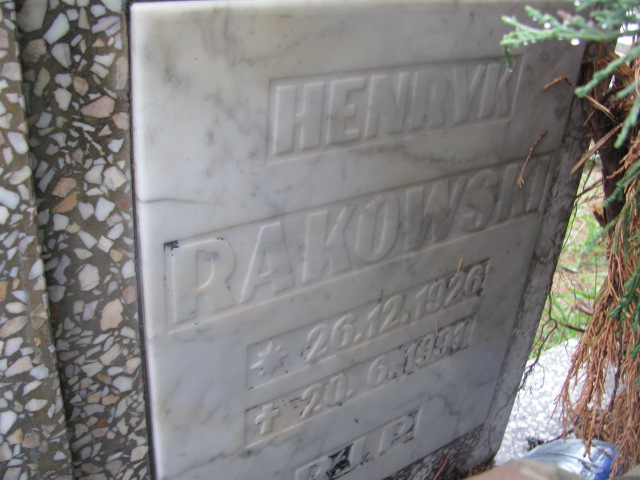 HENRYK
RAKOWSKI
* 26.12.1926
† 20. 6.1991
R.I.P.